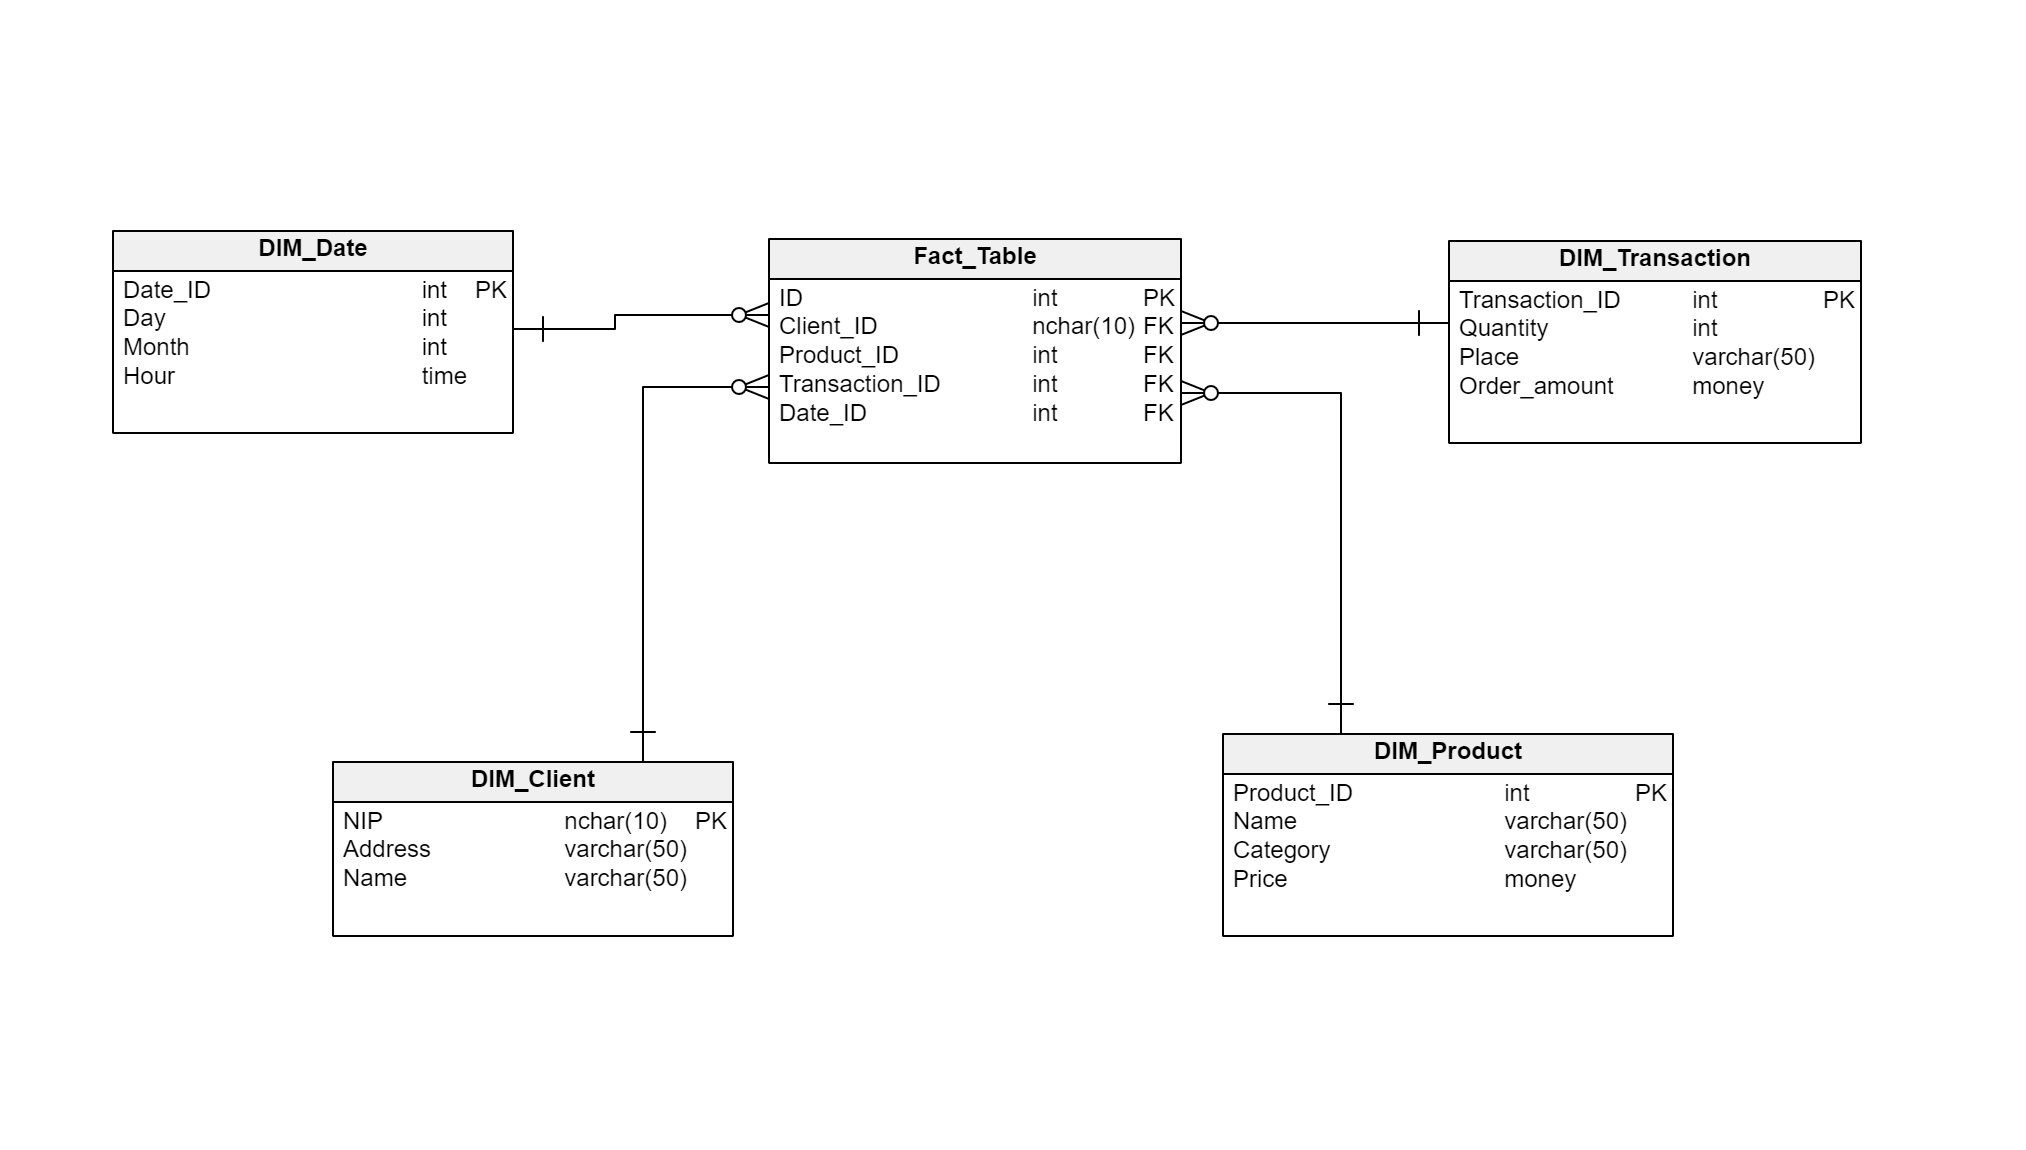 DIM_Date
Date_ID int PK
Day int
Month int
Hour time
Fact_Table
ID int PK
Client_ID nchar(10) FK
Product_ID int FK
Transaction_ID int FK
Date_ID int FK
DIM_Transaction
Transaction_ID int PK
Quantity int
Place varchar(50)
Order_amount money
DIM_Client
NIP nchar(10) PK
Address varchar(50)
Name varchar(50)
DIM_Product
Product_ID int PK
Name varchar(50)
Category varchar(50)
Price money